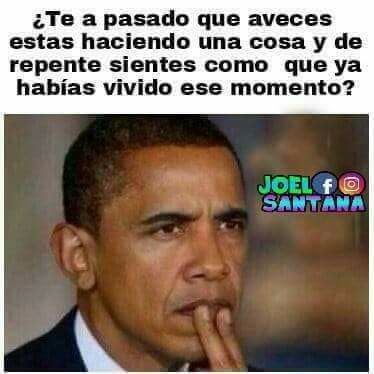 ¿Te a pasado que aveces
estas haciendo una cosa y de
repente sientes como que ya
habías vivido ese momento?
JOEL
SANTANA